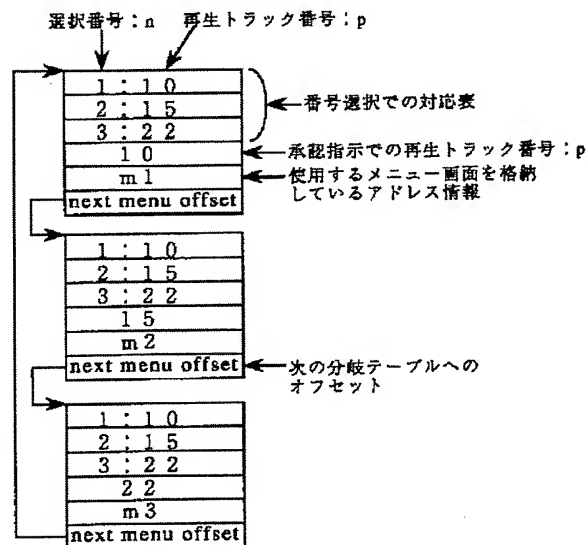 選択番号：n　再生トラック番号：p
1：10
2：15
3：22
番号選択での対応表
10
承認指示での再生トラック番号：p
m1
使用するメニュー画面を格納
しているアドレス情報
next menu offset
1：10
2：15
3：22
15
m2
next menu offset
次の分岐テーブルへの
オフセット
1：10
2：15
3：22
22
m3
next menu offset